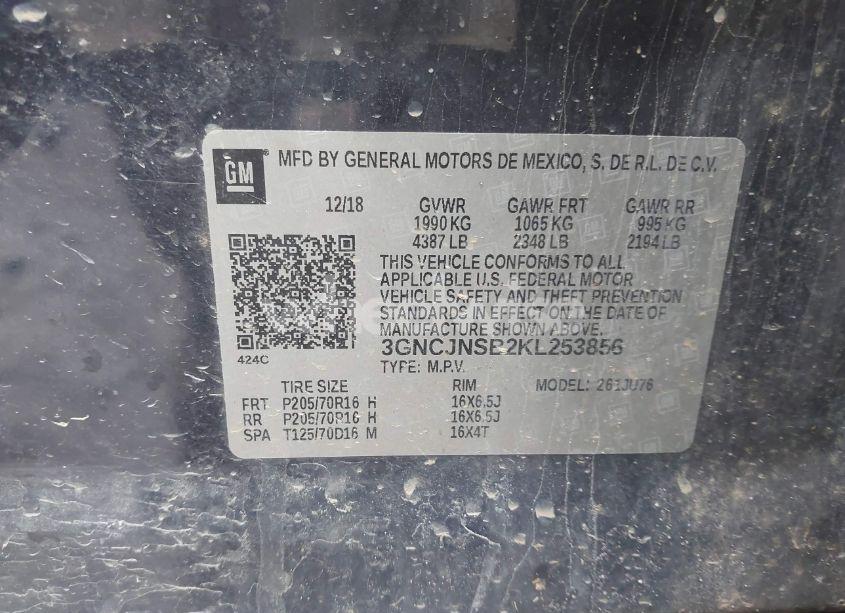 GM
MFD BY GENERAL MOTORS DE MEXICO, S. DE R.L. DE C.V.
12/18 GVWR GAWR FRT GAWR RR
1990 KG 1065 KG 995 KG
4387 LB 2348 LB 2194 LB
THIS VEHICLE CONFORMS TO ALL
APPLICABLE U.S. FEDERAL MOTOR
VEHICLE SAFETY AND THEFT PREVENTION
STANDARDS IN EFFECT ON THE DATE OF
MANUFACTURE SHOWN ABOVE.
424C 3GNCJNSB2KL253856
TYPE: M.P.V.
TIRE SIZE RIM MODEL: 261JU76
FRT P205/70R16 H 16X6.5J
RR P205/70R16 H 16X6.5J
SPA T125/70D16 M 16X4T